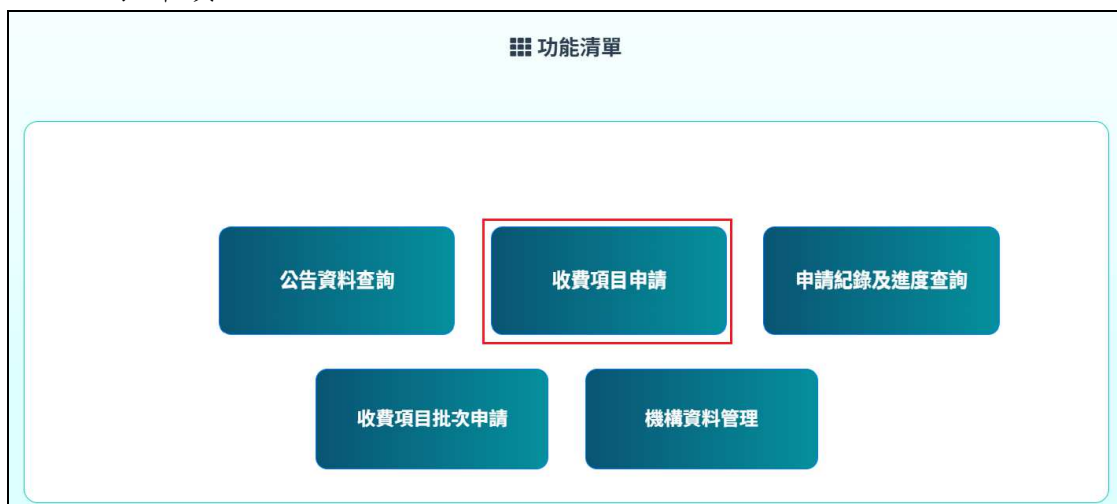 功能清單
公告資料查詢
收費項目申請
申請紀錄及進度查詢
收費項目批次申請
機構資料管理